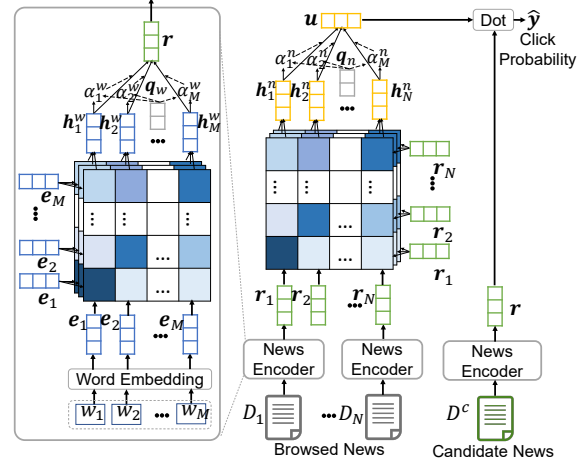 r
α₁ʷ α₂ʷ q_w α_Mʷ
h₁ʷ h₂ʷ ••• h_Mʷ
e_M
•••
e₂
e₁
⋮ ⋮ ⋮
... 
...
e₁ e₂ e_M
•••
Word Embedding
w₁ w₂ ••• w_M
u
α₁ⁿ α₂ⁿ q_n α_Mⁿ
h₁ⁿ h₂ⁿ ••• h_Nⁿ
r_N
•••
r₂
r₁
⋮ ⋮ ⋮
...
...
r₁ r₂ ••• r_N
News Encoder
News Encoder
D₁ ••• D_N
Browsed News
Dot ŷ
Click
Probability
r
News
Encoder
Dᶜ
Candidate News